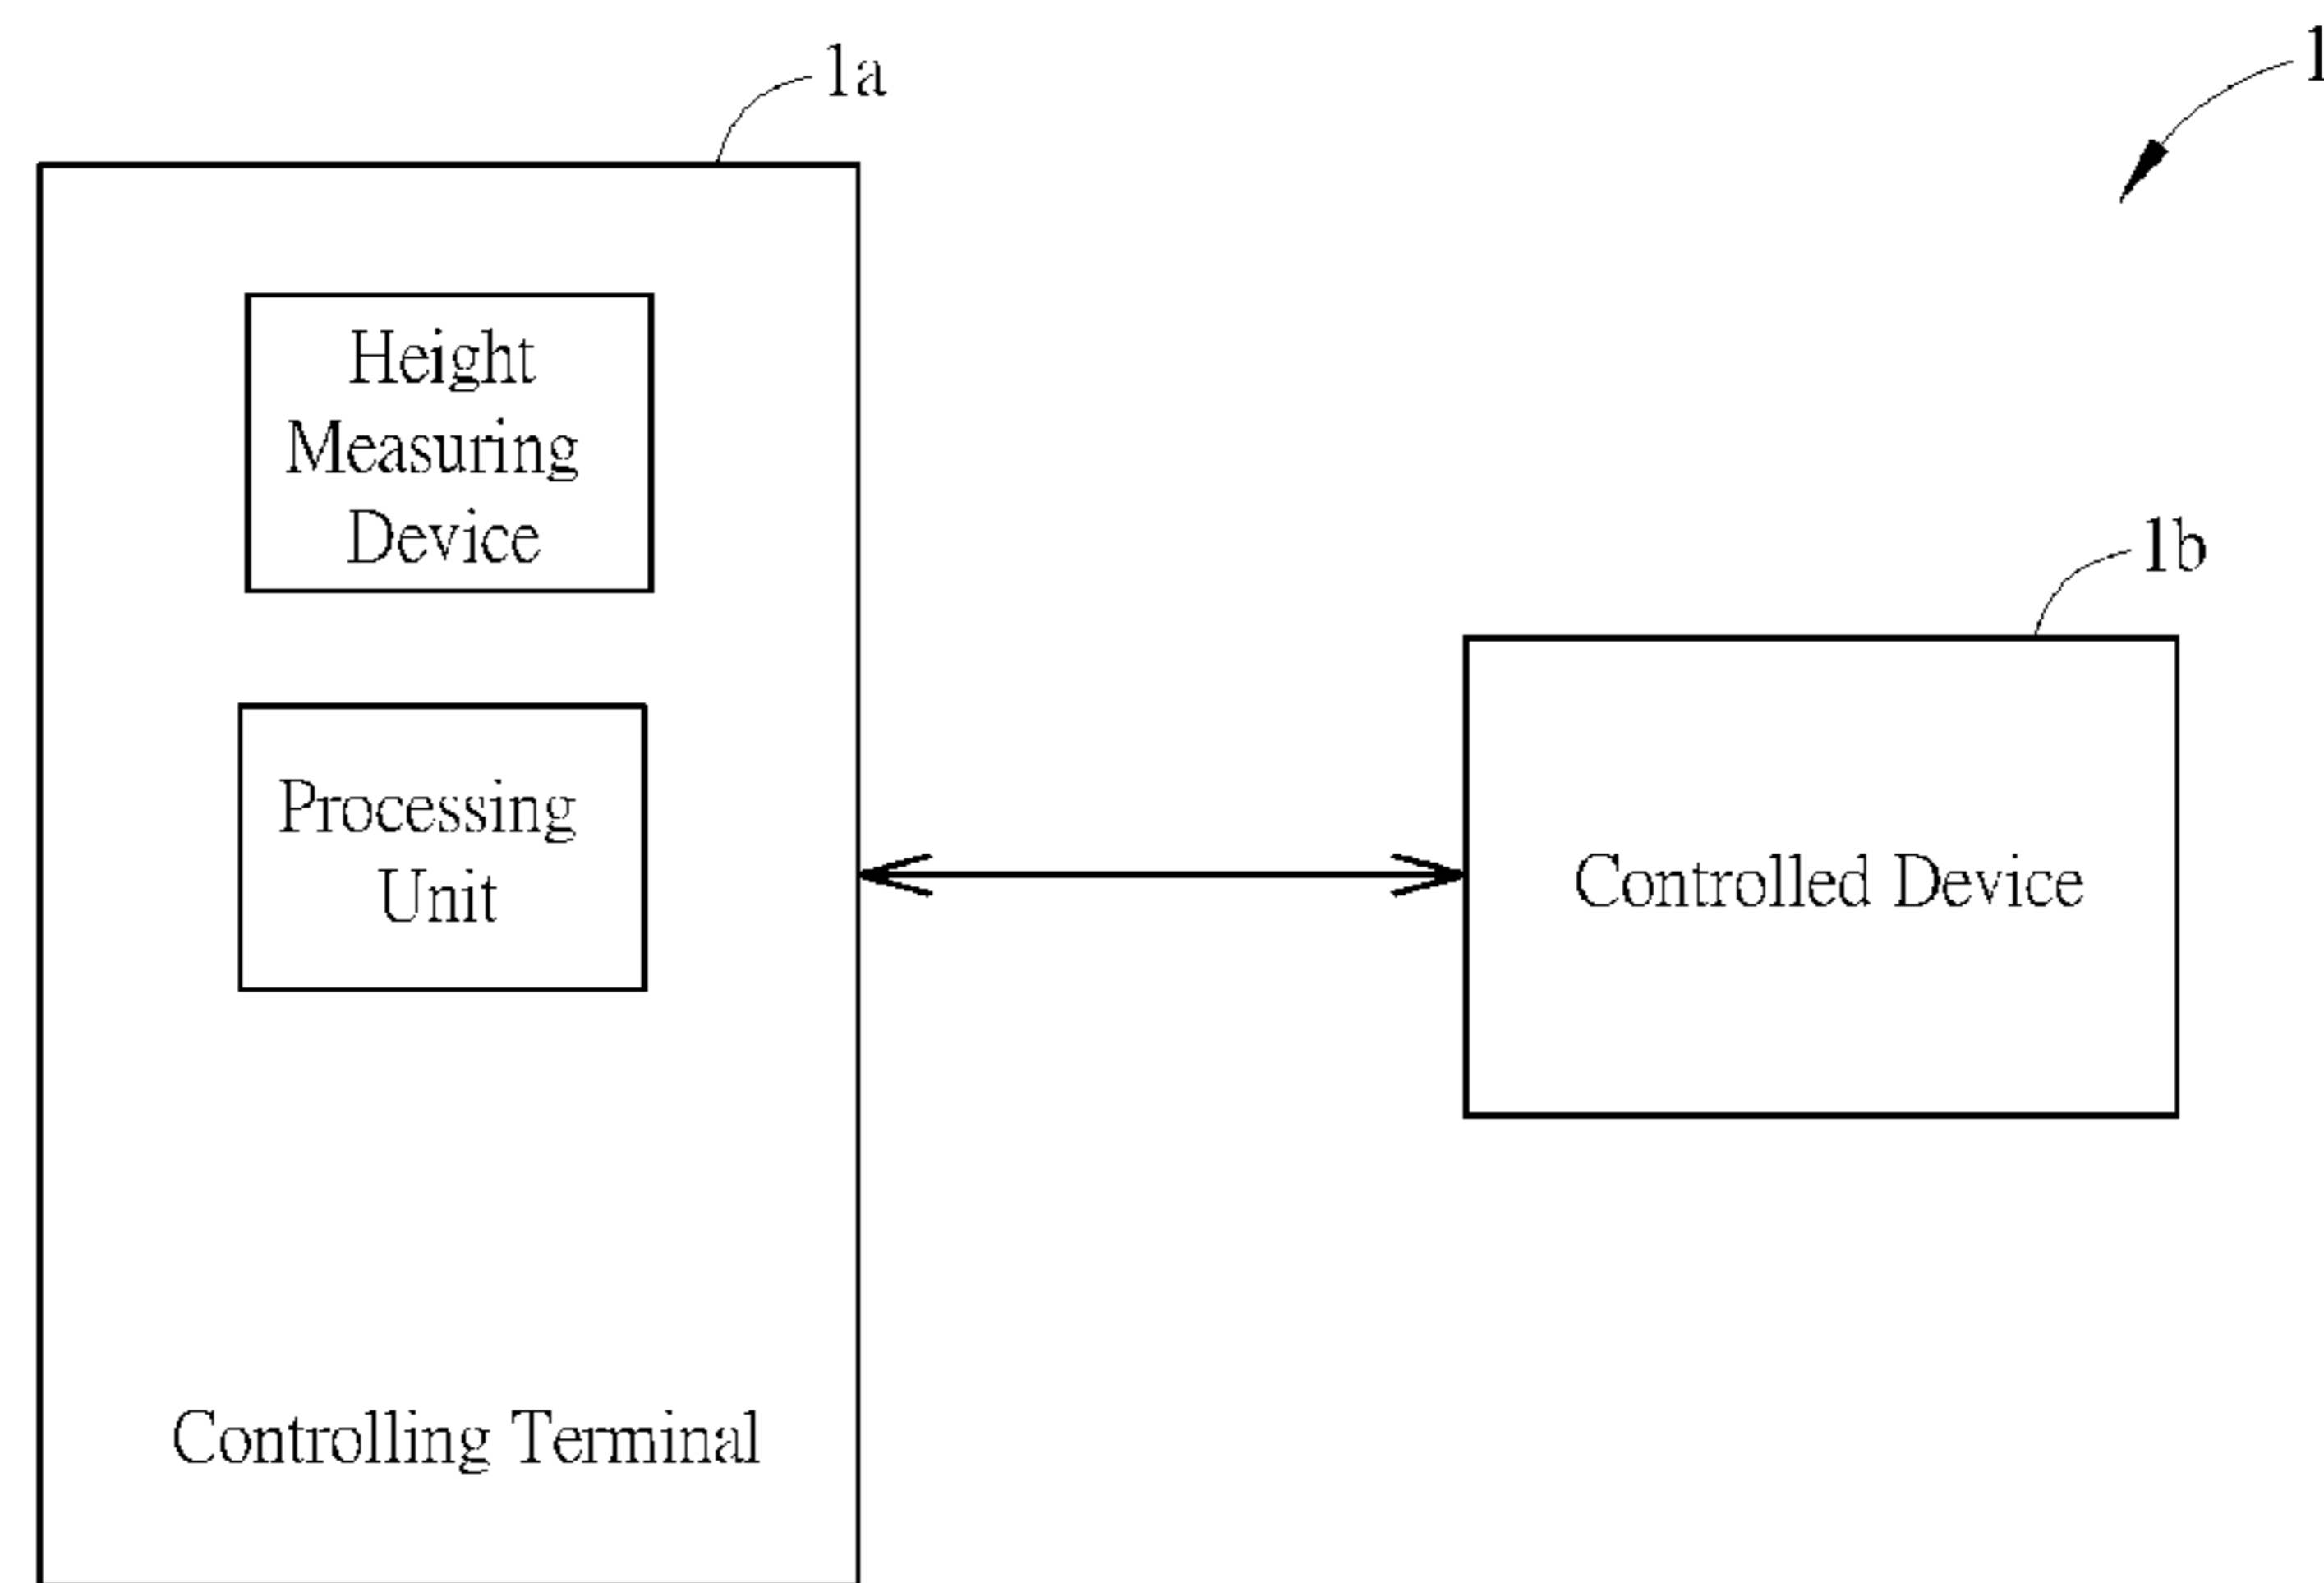 1a
1
Height
Measuring
Device
1b
Processing
Unit
Controlled Device
Controlling Terminal